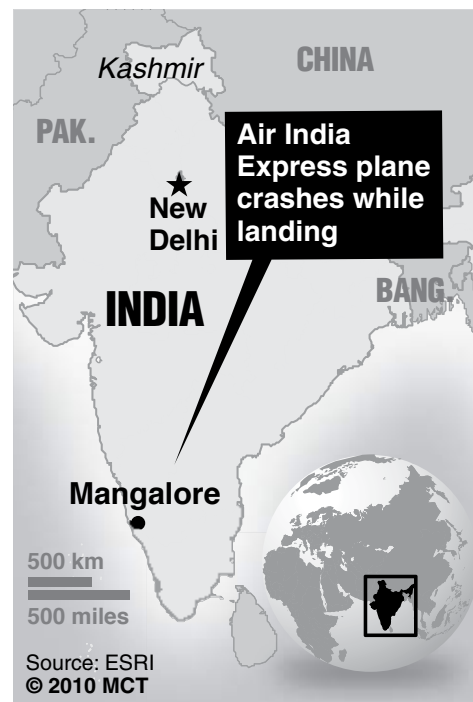 Kashmir
CHINA
PAK.
Air India
Express plane
crashes while
landing
New
Delhi
BANG.
INDIA
Mangalore
500 km
500 miles
Source: ESRI
© 2010 MCT